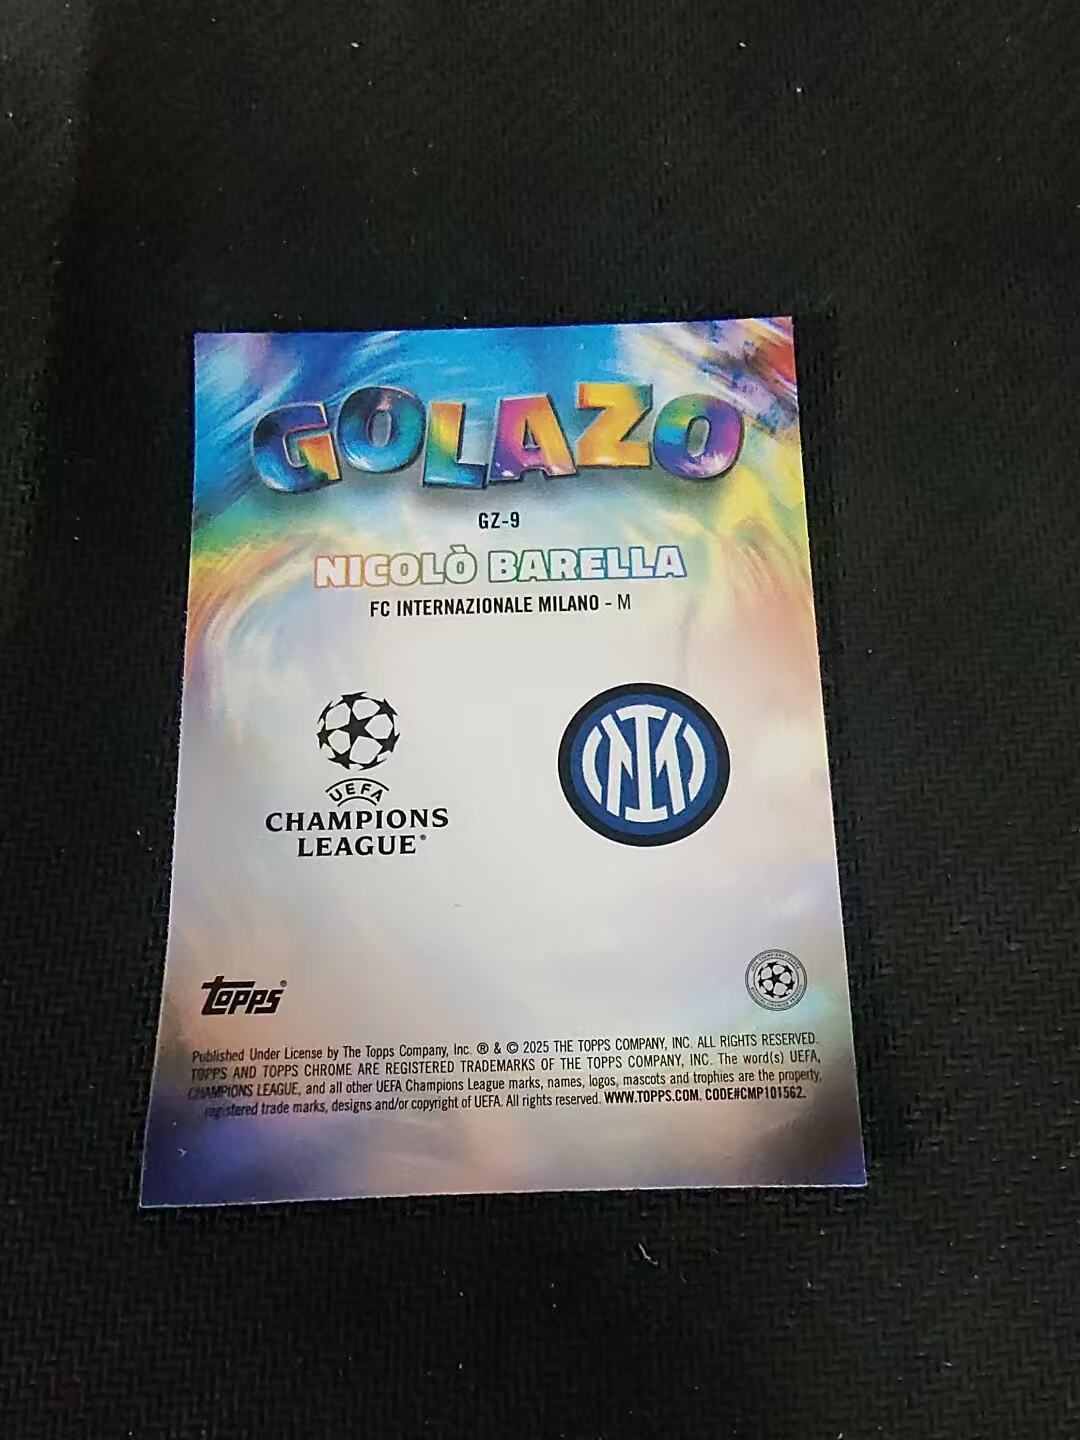 GOLAZO
GZ-9
NICOLÒ BARELLA
FC INTERNAZIONALE MILANO - M
UEFA
CHAMPIONS
LEAGUE®
TOPPS®
Published Under License by The Topps Company, Inc. ® & © 2025 THE TOPPS COMPANY, INC. ALL RIGHTS RESERVED.
TOPPS AND TOPPS CHROME ARE REGISTERED TRADEMARKS OF THE TOPPS COMPANY, INC. The word(s) UEFA,
CHAMPIONS LEAGUE, and all other UEFA Champions League marks, names, logos, mascots and trophies are the property,
registered trade marks, designs and/or copyright of UEFA. All rights reserved. WWW.TOPPS.COM. CODE#CMP101562.